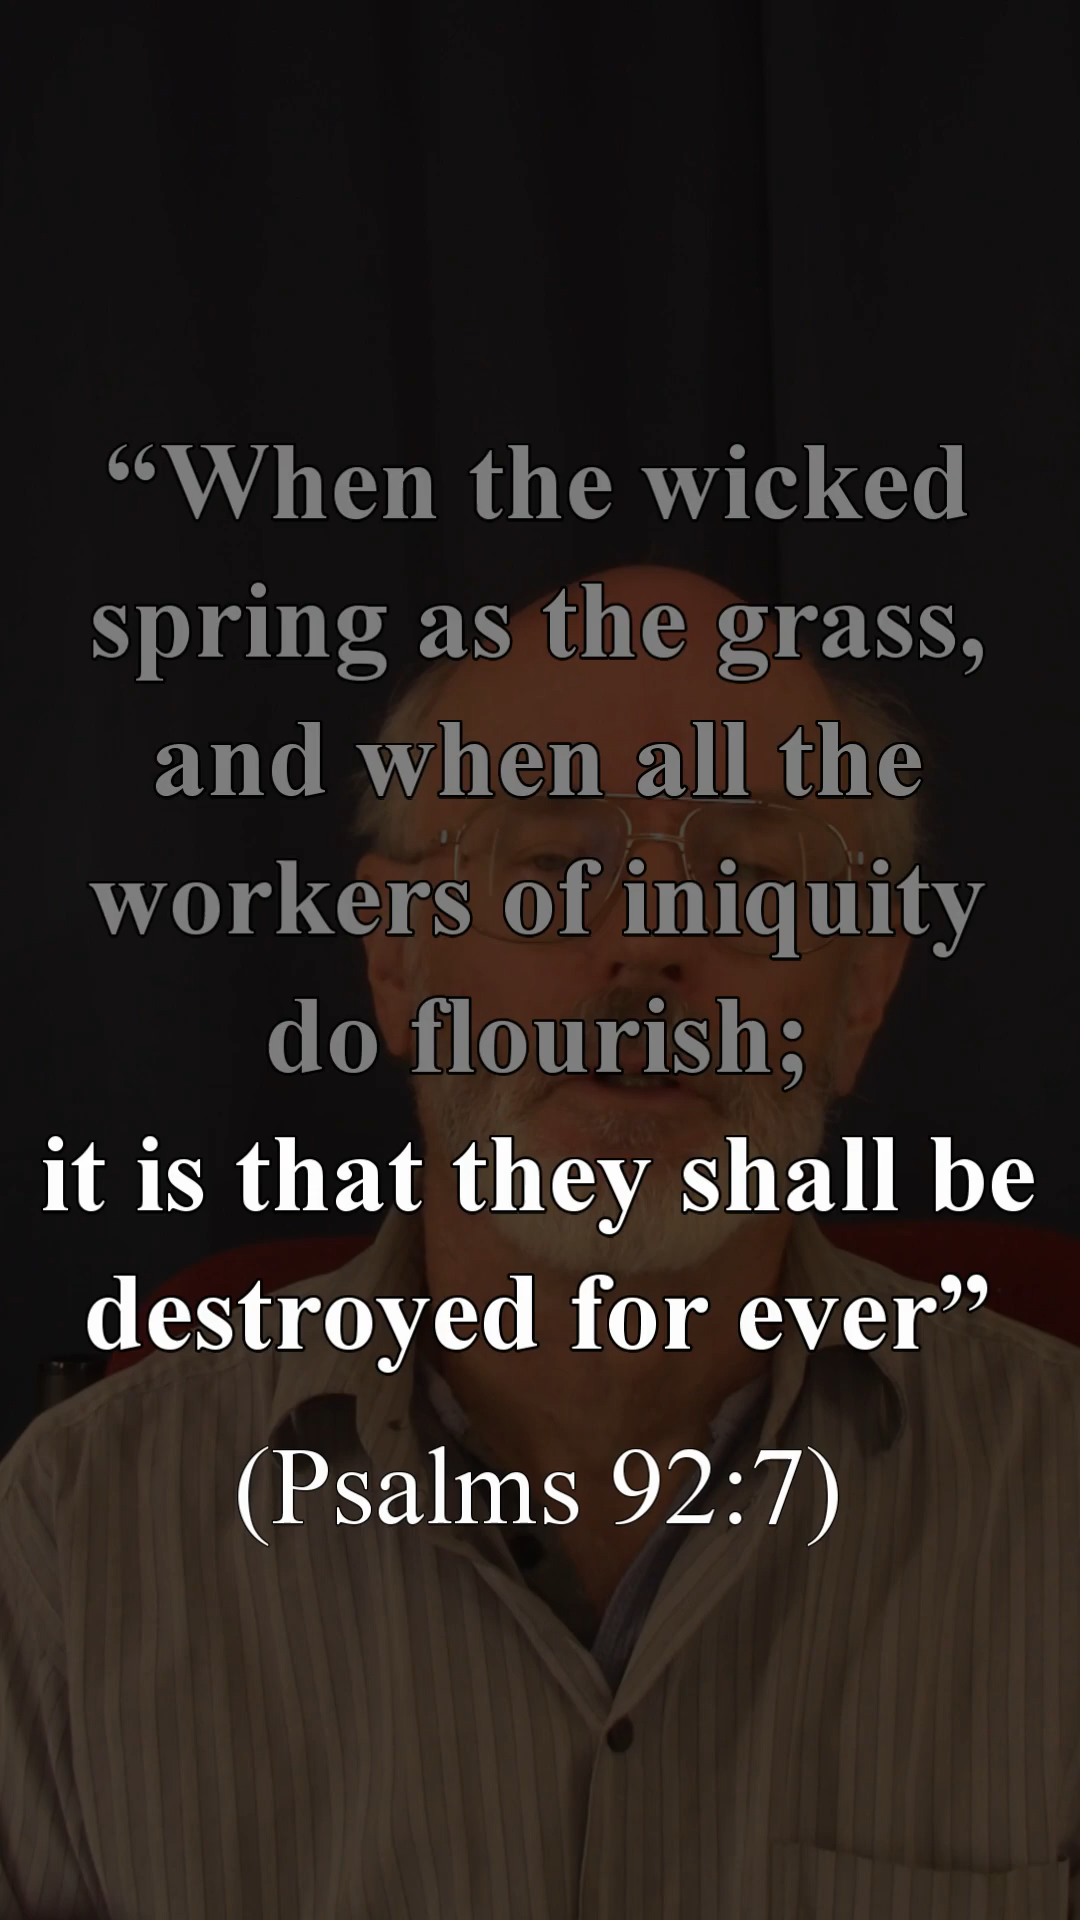 “When the wicked
spring as the grass,
and when all the
workers of iniquity
do flourish;
it is that they shall be
destroyed for ever”
(Psalms 92:7)